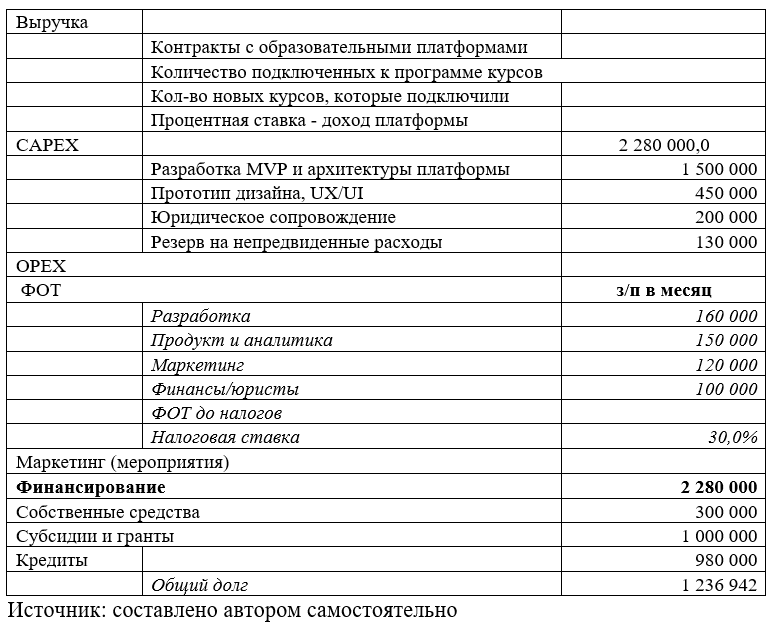 Выручка
Контракты с образовательными платформами
Количество подключенных к программе курсов
Кол-во новых курсов, которые подключили
Процентная ставка - доход платформы
CAPEX 2 280 000,0
Разработка MVP и архитектуры платформы 1 500 000
Прототип дизайна, UX/UI 450 000
Юридическое сопровождение 200 000
Резерв на непредвиденные расходы 130 000
OPEX
ФОТ з/п в месяц
Разработка 160 000
Продукт и аналитика 150 000
Маркетинг 120 000
Финансы/юристы 100 000
ФОТ до налогов
Налоговая ставка 30,0%
Маркетинг (мероприятия)
Финансирование 2 280 000
Собственные средства 300 000
Субсидии и гранты 1 000 000
Кредиты 980 000
Общий долг 1 236 942
Источник: составлено автором самостоятельно